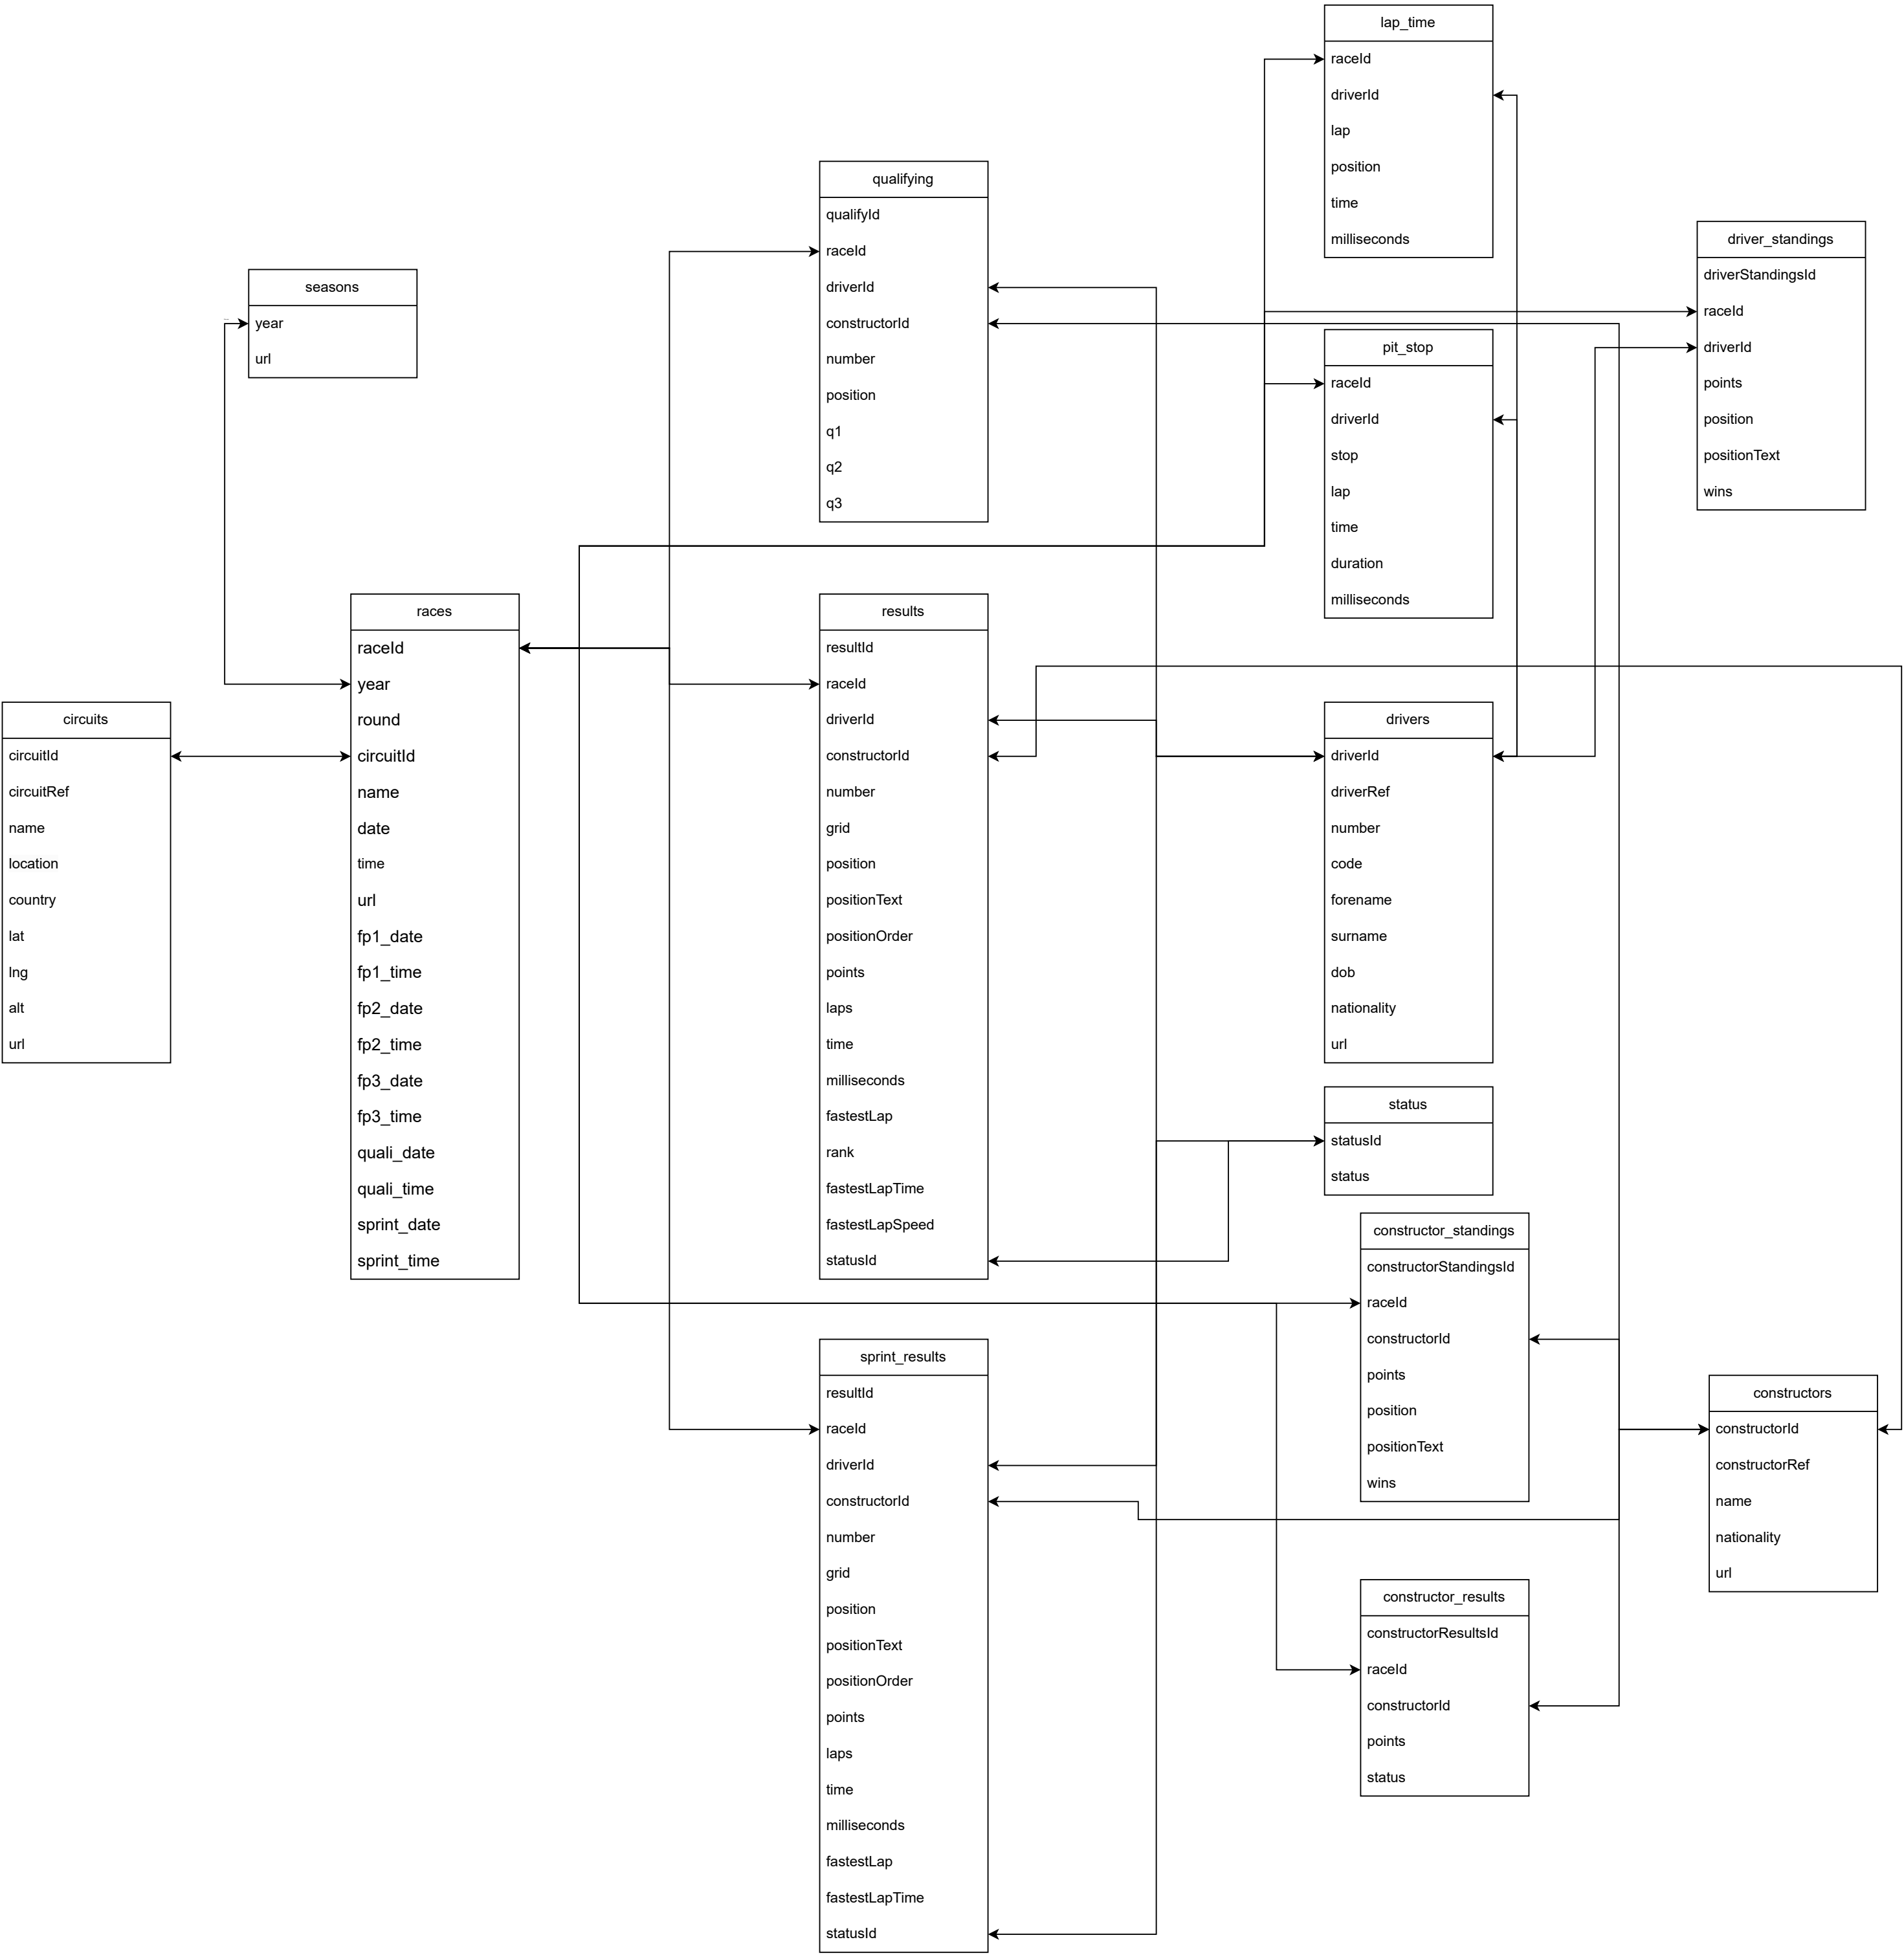 lap_time
raceId
driverId
lap
position
time
milliseconds
qualifying
qualifyId
raceId
driverId
constructorId
number
position
q1
q2
q3
driver_standings
driverStandingsId
raceId
driverId
points
position
positionText
wins
seasons
year
url
pit_stop
raceId
driverId
stop
lap
time
duration
milliseconds
races
raceId
year
round
circuitId
name
date
time
url
fp1_date
fp1_time
fp2_date
fp2_time
fp3_date
fp3_time
quali_date
quali_time
sprint_date
sprint_time
results
resultId
raceId
driverId
constructorId
number
grid
position
positionText
positionOrder
points
laps
time
milliseconds
fastestLap
rank
fastestLapTime
fastestLapSpeed
statusId
circuits
circuitId
circuitRef
name
location
country
lat
lng
alt
url
drivers
driverId
driverRef
number
code
forename
surname
dob
nationality
url
status
statusId
status
constructor_standings
constructorStandingsId
raceId
constructorId
points
position
positionText
wins
sprint_results
resultId
raceId
driverId
constructorId
number
grid
position
positionText
positionOrder
points
laps
time
milliseconds
fastestLap
fastestLapTime
statusId
constructors
constructorId
constructorRef
name
nationality
url
constructor_results
constructorResultsId
raceId
constructorId
points
status